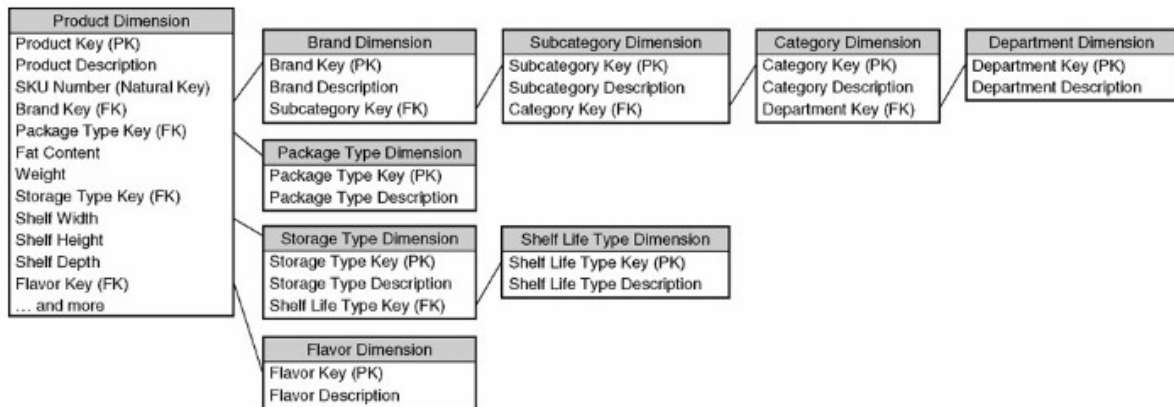 Product Dimension
Product Key (PK)
Product Description
SKU Number (Natural Key)
Brand Key (FK)
Package Type Key (FK)
Fat Content
Weight
Storage Type Key (FK)
Shelf Width
Shelf Height
Shelf Depth
Flavor Key (FK)
... and more
Brand Dimension
Brand Key (PK)
Brand Description
Subcategory Key (FK)
Subcategory Dimension
Subcategory Key (PK)
Subcategory Description
Category Key (FK)
Category Dimension
Category Key (PK)
Category Description
Department Key (FK)
Department Dimension
Department Key (PK)
Department Description
Package Type Dimension
Package Type Key (PK)
Package Type Description
Storage Type Dimension
Storage Type Key (PK)
Storage Type Description
Shelf Life Type Key (FK)
Shelf Life Type Dimension
Shelf Life Type Key (PK)
Shelf Life Type Description
Flavor Dimension
Flavor Key (PK)
Flavor Description